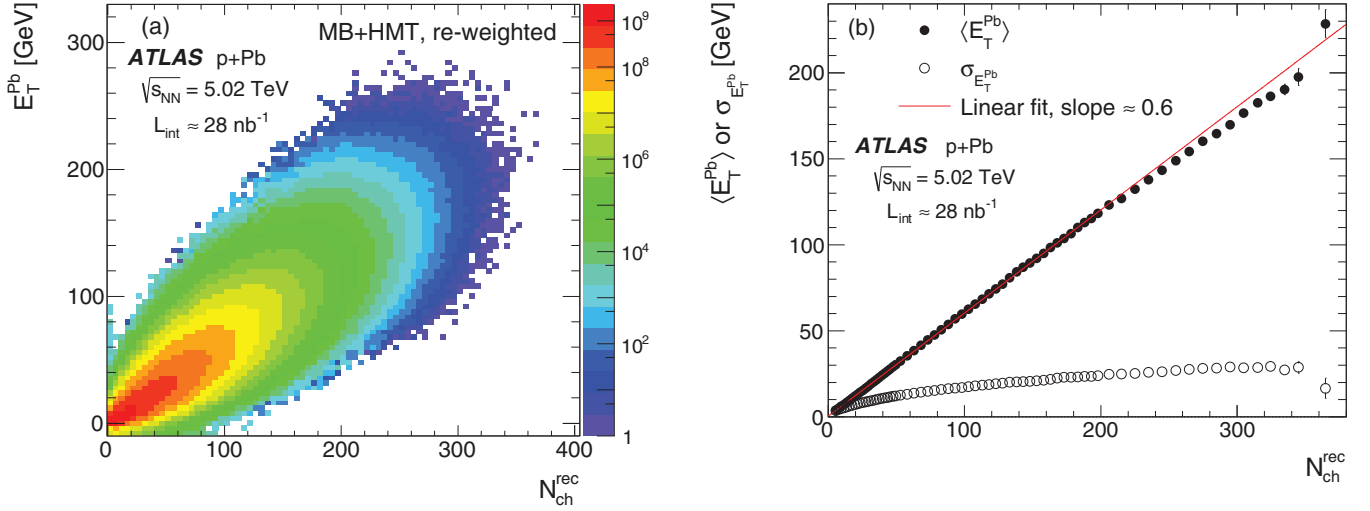 (a)
MB+HMT, re-weighted
ATLAS p+Pb
√s_NN = 5.02 TeV
L_int ≈ 28 nb^-1
E_T^Pb [GeV]
300
200
100
0
0 100 200 300 400
N_ch^rec
10^9
10^8
10^6
10^4
10^2
1
(b)
⟨E_T^Pb⟩
σ_E_T^Pb
Linear fit, slope ≈ 0.6
ATLAS p+Pb
√s_NN = 5.02 TeV
L_int ≈ 28 nb^-1
⟨E_T^Pb⟩ or σ_E_T^Pb [GeV]
200
150
100
50
0
0 100 200 300
N_ch^rec